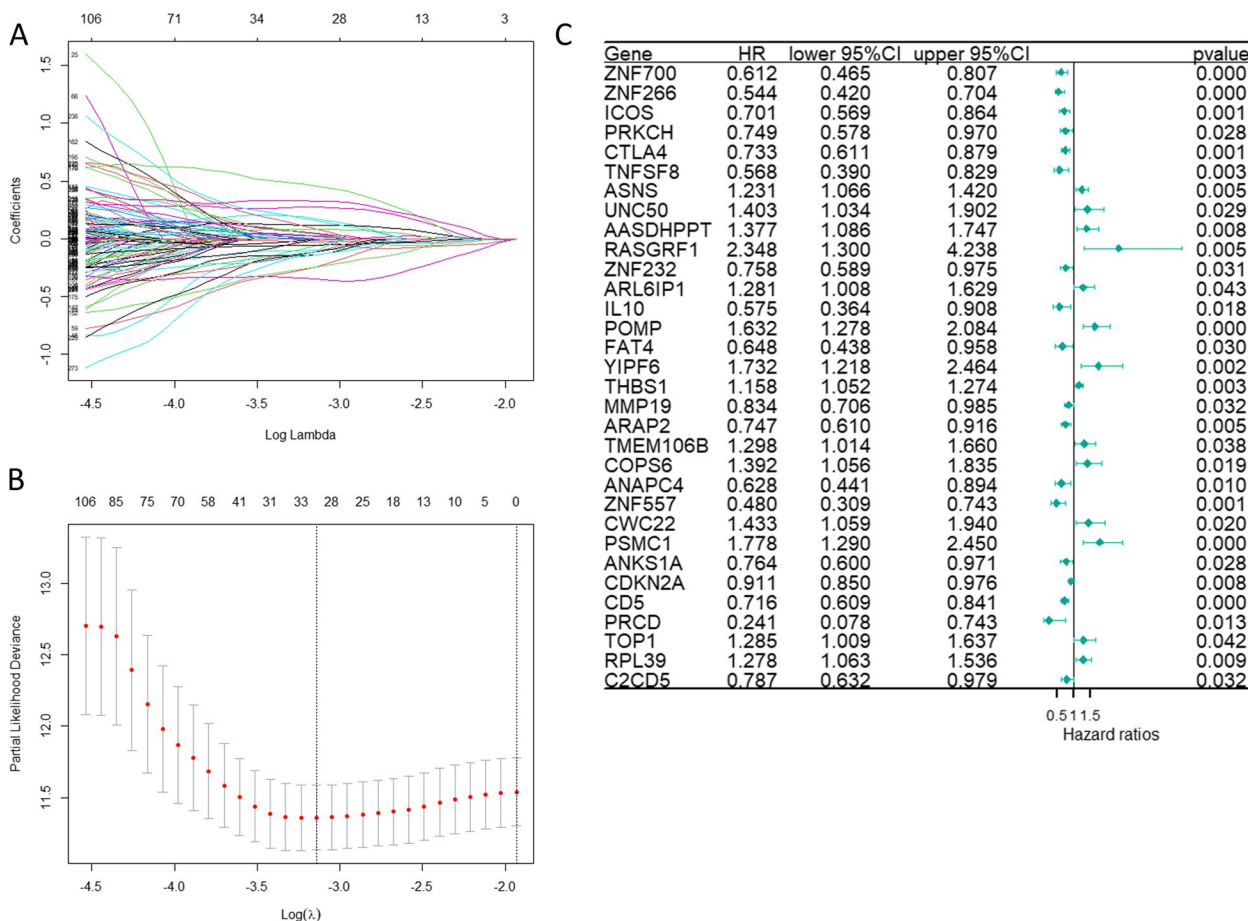 A
106 71 34 28 13 3
1.5
1.0
0.5
0.0
-0.5
-1.0
Coefficients
25
66
236
162
195
175
59
228
273
-4.5 -4.0 -3.5 -3.0 -2.5 -2.0
Log Lambda
B
106 85 75 70 58 41 31 33 28 25 18 13 10 5 0
13.0
12.5
12.0
11.5
Partial Likelihood Deviance
-4.5 -4.0 -3.5 -3.0 -2.5 -2.0
Log(λ)
C
Gene HR lower 95%CI upper 95%CI pvalue
ZNF700 0.612 0.465 0.807 0.000
ZNF266 0.544 0.420 0.704 0.000
ICOS 0.701 0.569 0.864 0.001
PRKCH 0.749 0.578 0.970 0.028
CTLA4 0.733 0.611 0.879 0.001
TNFSF8 0.568 0.390 0.829 0.003
ASNS 1.231 1.066 1.420 0.005
UNC50 1.403 1.034 1.902 0.029
AASDHPPT 1.377 1.086 1.747 0.008
RASGRF1 2.348 1.300 4.238 0.005
ZNF232 0.758 0.589 0.975 0.031
ARL6IP1 1.281 1.008 1.629 0.043
IL10 0.575 0.364 0.908 0.018
POMP 1.632 1.278 2.084 0.000
FAT4 0.648 0.438 0.958 0.030
YIPF6 1.732 1.218 2.464 0.002
THBS1 1.158 1.052 1.274 0.003
MMP19 0.834 0.706 0.985 0.032
ARAP2 0.747 0.610 0.916 0.005
TMEM106B 1.298 1.014 1.660 0.038
COPS6 1.392 1.056 1.835 0.019
ANAPC4 0.628 0.441 0.894 0.010
ZNF557 0.480 0.309 0.743 0.001
CWC22 1.433 1.059 1.940 0.020
PSMC1 1.778 1.290 2.450 0.000
ANKS1A 0.764 0.600 0.971 0.028
CDKN2A 0.911 0.850 0.976 0.008
CD5 0.716 0.609 0.841 0.000
PRCD 0.241 0.078 0.743 0.013
TOP1 1.285 1.009 1.637 0.042
RPL39 1.278 1.063 1.536 0.009
C2CD5 0.787 0.632 0.979 0.032
0.5 1 1.5
Hazard ratios